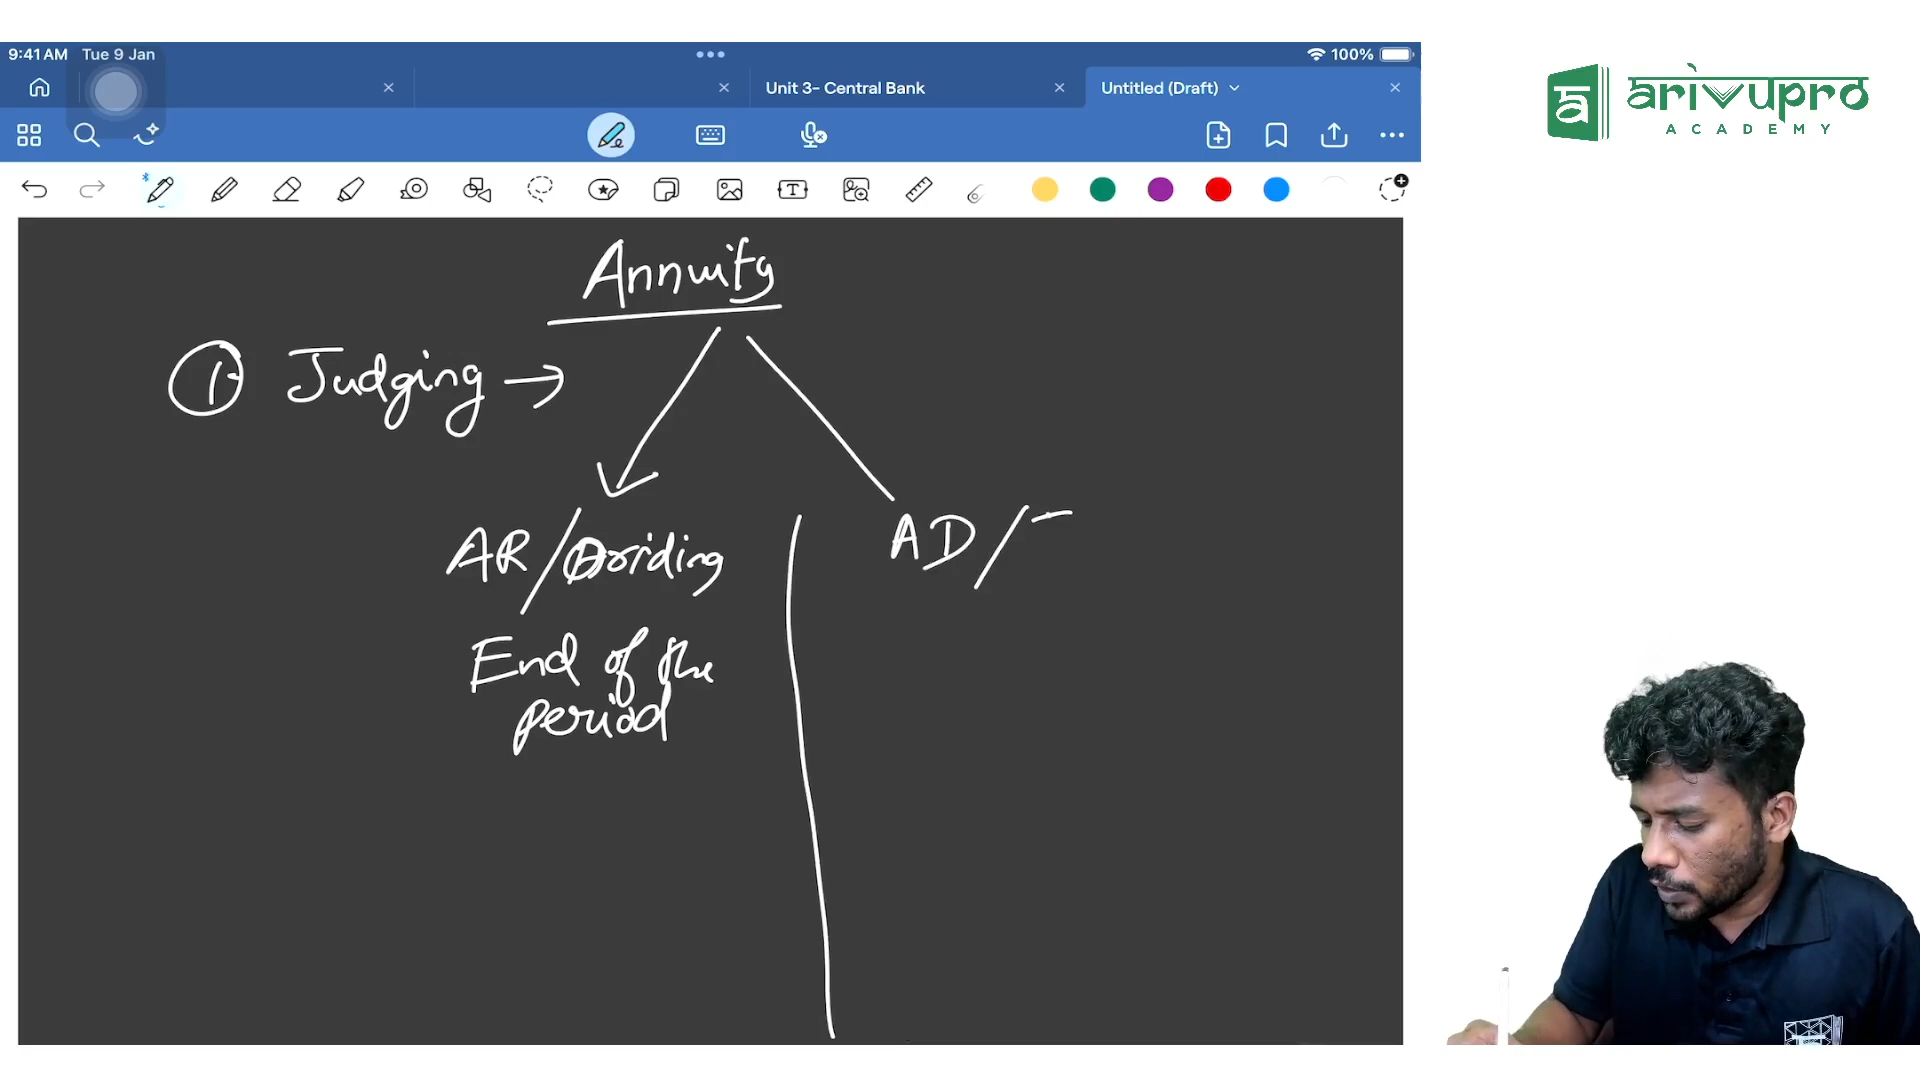 9:41 AM Tue 9 Jan
100%
Unit 3- Central Bank
Untitled (Draft)
arivupro
ACADEMY
Annuity
① Judging →
AR/
AD/
End of the
period